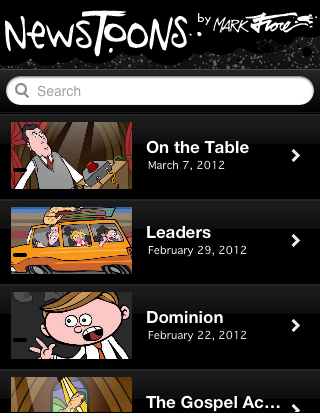 NEWSTOONS by MARK Fiore
Search
On the Table
March 7, 2012
Leaders
February 29, 2012
Dominion
February 22, 2012
The Gospel Ac...